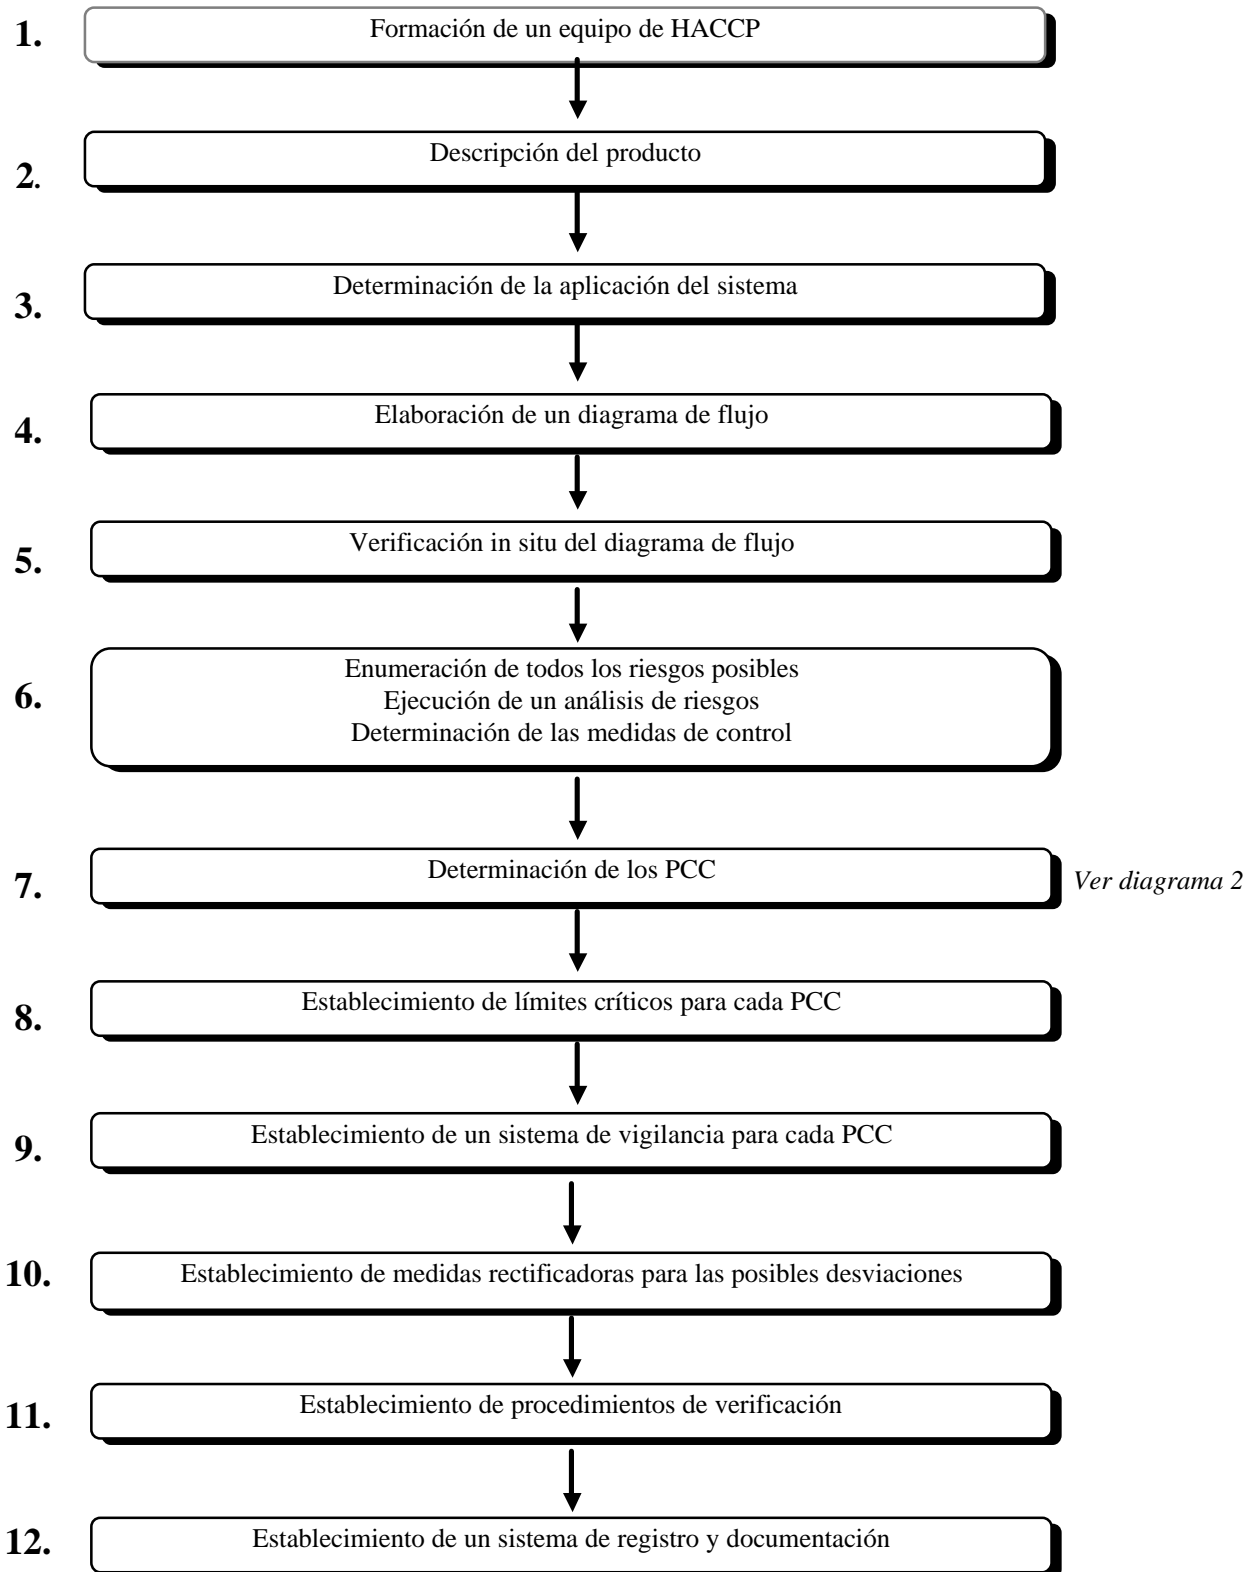 1. Formación de un equipo de HACCP
2. Descripción del producto
3. Determinación de la aplicación del sistema
4. Elaboración de un diagrama de flujo
5. Verificación in situ del diagrama de flujo
Enumeración de todos los riesgos posibles
6. Ejecución de un análisis de riesgos
Determinación de las medidas de control
7. Determinación de los PCC Ver diagrama 2
8. Establecimiento de límites críticos para cada PCC
9. Establecimiento de un sistema de vigilancia para cada PCC
10. Establecimiento de medidas rectificadoras para las posibles desviaciones
11. Establecimiento de procedimientos de verificación
12. Establecimiento de un sistema de registro y documentación